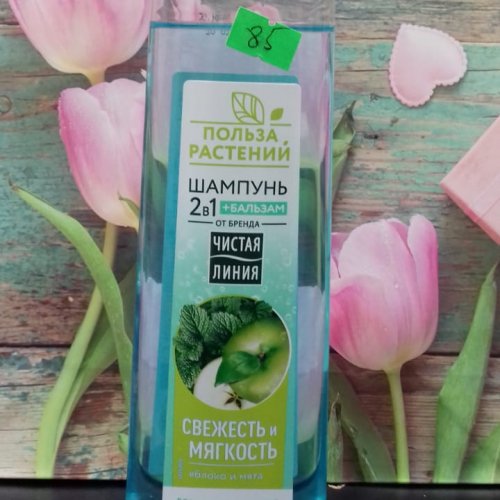 85
ПОЛЬЗА
РАСТЕНИЙ
ШАМПУНЬ
2в1 +БАЛЬЗАМ
ОТ БРЕНДА
ЧИСТАЯ
ЛИНИЯ
СВЕЖЕСТЬ и
МЯГКОСТЬ
яблоко и мята